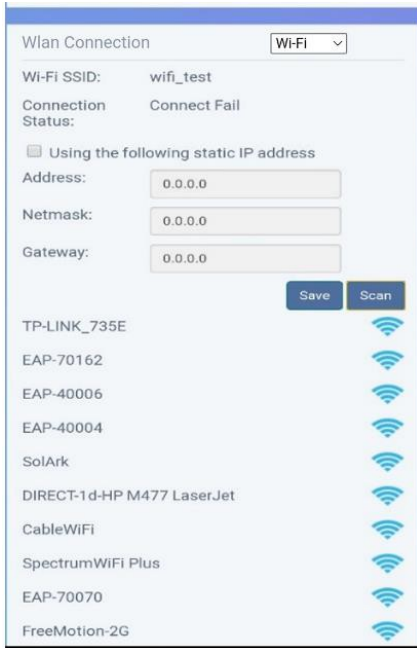 Wlan Connection Wi-Fi
Wi-Fi SSID: wifi_test
Connection Connect Fail
Status:
Using the following static IP address
Address: 0.0.0.0
Netmask: 0.0.0.0
Gateway: 0.0.0.0
Save Scan
TP-LINK_735E
EAP-70162
EAP-40006
EAP-40004
SolArk
DIRECT-1d-HP M477 LaserJet
CableWiFi
SpectrumWiFi Plus
EAP-70070
FreeMotion-2G